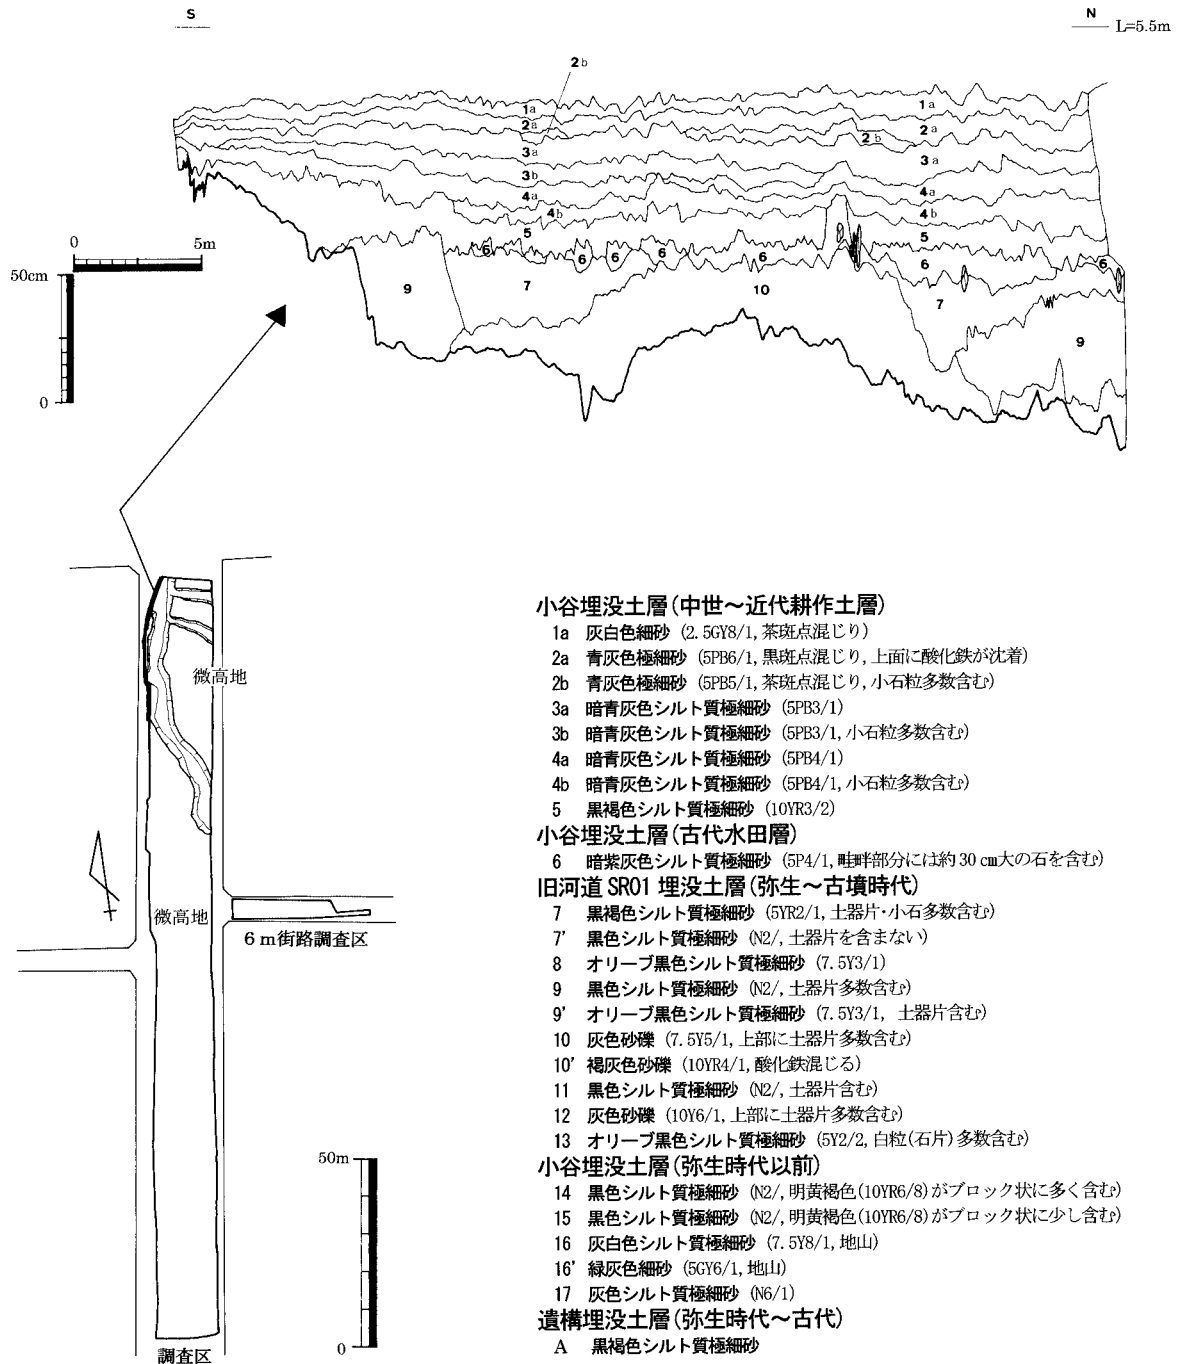 S
N
L=5.5m
2b
1a
1a
2a
2a
2b
3a
3a
3b
4a
4a
4b
4b
5
5
6
6
6
6
6
6
6
7
7
9
10
9
0
5m
50cm
0
微高地
微高地
6m街路調査区
50m
0
調査区
小谷埋没土層(中世～近代耕作土層)
1a 灰白色細砂 (2.5GY8/1, 茶斑点混じり)
2a 青灰色極細砂 (5PB6/1, 黒斑点混じり, 上面に酸化鉄が沈着)
2b 青灰色極細砂 (5PB5/1, 茶斑点混じり, 小石粒多数含む)
3a 暗青灰色シルト質極細砂 (5PB3/1)
3b 暗青灰色シルト質極細砂 (5PB3/1, 小石粒多数含む)
4a 暗青灰色シルト質極細砂 (5PB4/1)
4b 暗青灰色シルト質極細砂 (5PB4/1, 小石粒多数含む)
5 黒褐色シルト質極細砂 (10YR3/2)
小谷埋没土層(古代水田層)
6 暗紫灰色シルト質極細砂 (5P4/1, 畦畔部分には約30㎝大の石を含む)
旧河道 SR01 埋没土層(弥生～古墳時代)
7 黒褐色シルト質極細砂 (5YR2/1, 土器片・小石多数含む)
7' 黒色シルト質極細砂 (N2/, 土器片を含まない)
8 オリーブ黒色シルト質極細砂 (7.5Y3/1)
9 黒色シルト質極細砂 (N2/, 土器片多数含む)
9' オリーブ黒色シルト質極細砂 (7.5Y3/1, 土器片含む)
10 灰色砂礫 (7.5Y5/1, 上部に土器片多数含む)
10' 褐灰色砂礫 (10YR4/1, 酸化鉄混じる)
11 黒色シルト質極細砂 (N2/, 土器片含む)
12 灰色砂礫 (10Y6/1, 上部に土器片多数含む)
13 オリーブ黒色シルト質極細砂 (5Y2/2, 白粒(石片)多数含む)
小谷埋没土層(弥生時代以前)
14 黒色シルト質極細砂 (N2/, 明黄褐色(10YR6/8)がブロック状に多く含む)
15 黒色シルト質極細砂 (N2/, 明黄褐色(10YR6/8)がブロック状に少し含む)
16 灰白色シルト質極細砂 (7.5Y8/1, 地山)
16' 緑灰色細砂 (5GY6/1, 地山)
17 灰色シルト質極細砂 (N6/1)
遺構埋没土層(弥生時代～古代)
A 黒褐色シルト質極細砂